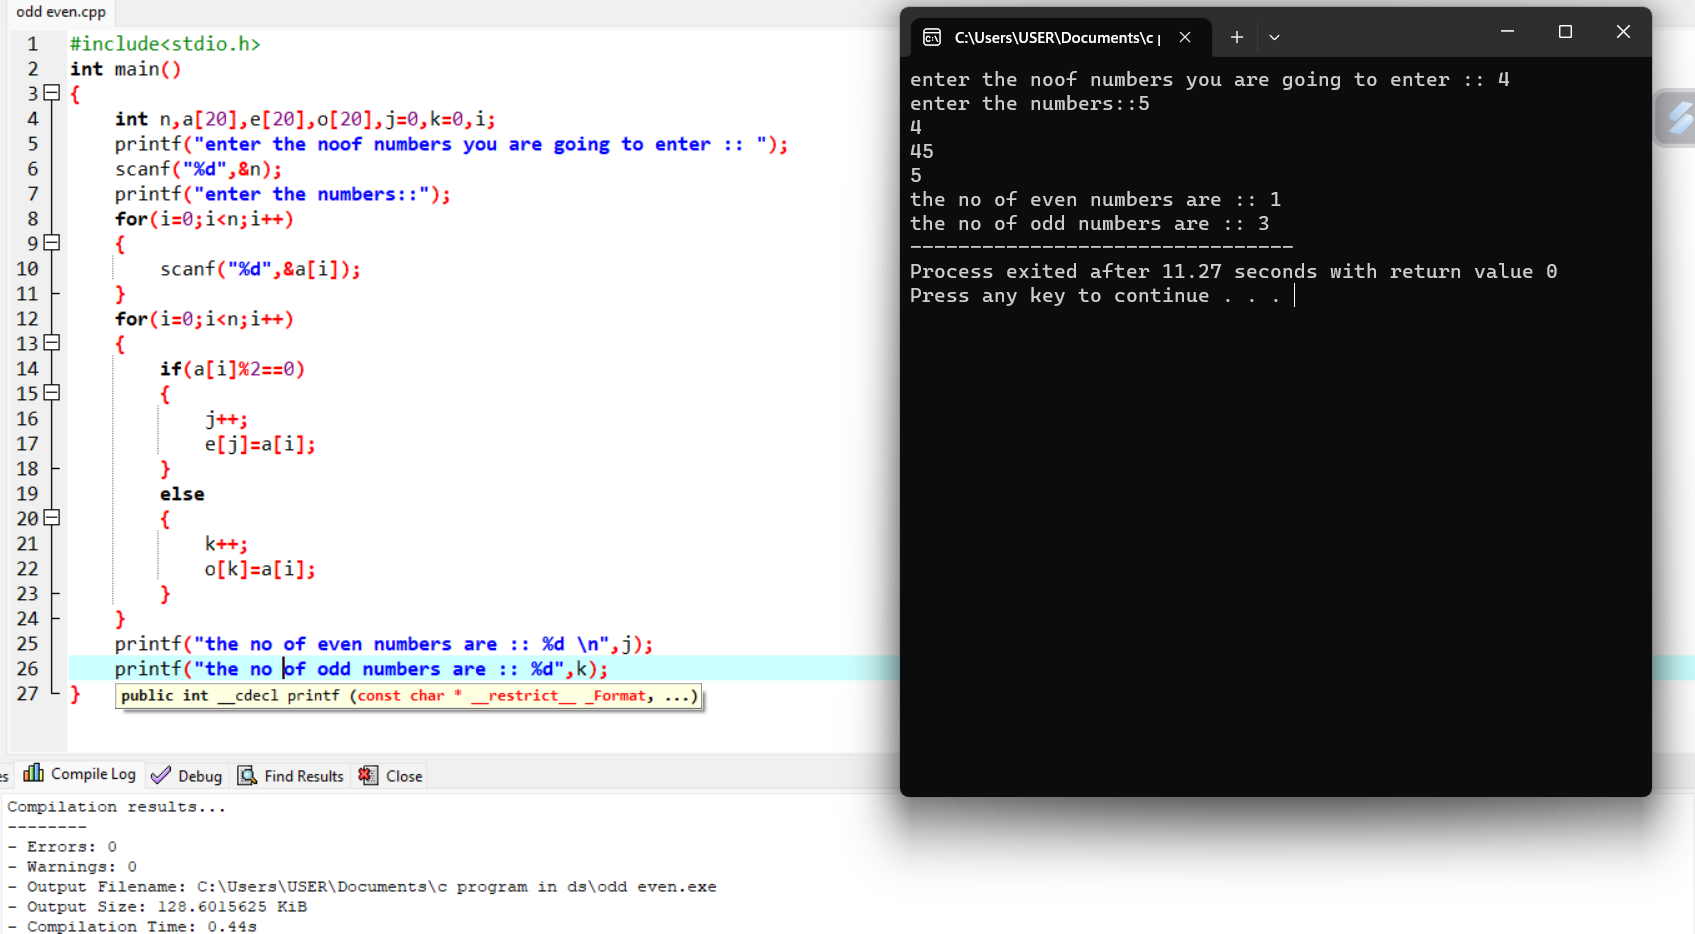 odd even.cpp
1 #include<stdio.h>
2 int main()
3 {
4 int n,a[20],e[20],o[20],j=0,k=0,i;
5 printf("enter the noof numbers you are going to enter :: ");
6 scanf("%d",&n);
7 printf("enter the numbers::");
8 for(i=0;i<n;i++)
9 {
10 scanf("%d",&a[i]);
11 }
12 for(i=0;i<n;i++)
13 {
14 if(a[i]%2==0)
15 {
16 j++;
17 e[j]=a[i];
18 }
19 else
20 {
21 k++;
22 o[k]=a[i];
23 }
24 }
25 printf("the no of even numbers are :: %d \n",j);
26 printf("the no of odd numbers are :: %d",k);
27 }
public int __cdecl printf (const char * __restrict__ _Format, ...)
C:\Users\USER\Documents\c p
enter the noof numbers you are going to enter :: 4
enter the numbers::5
4
45
5
the no of even numbers are :: 1
the no of odd numbers are :: 3
--------------------------------
Process exited after 11.27 seconds with return value 0
Press any key to continue . . .
es Compile Log Debug Find Results Close
Compilation results...
--------
- Errors: 0
- Warnings: 0
- Output Filename: C:\Users\USER\Documents\c program in ds\odd even.exe
- Output Size: 128.6015625 KiB
- Compilation Time: 0.44s